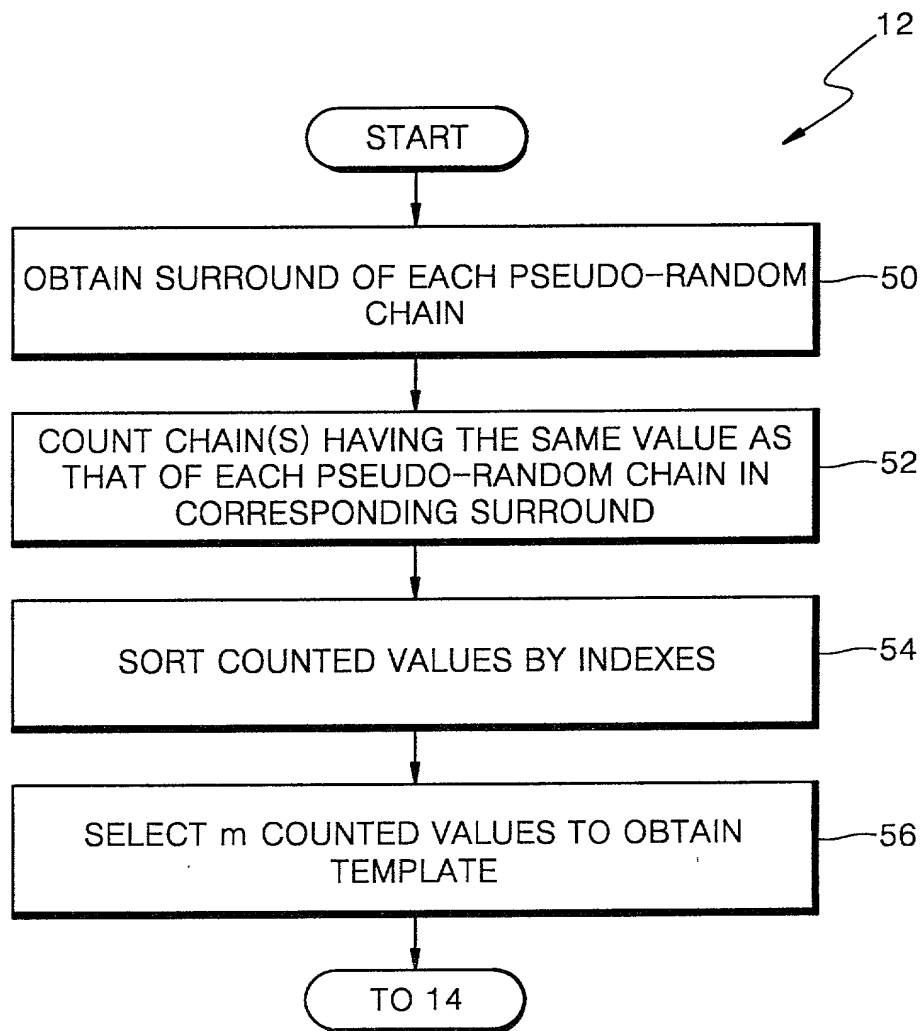 12
START
OBTAIN SURROUND OF EACH PSEUDO-RANDOM
CHAIN
50
COUNT CHAIN(S) HAVING THE SAME VALUE AS
THAT OF EACH PSEUDO-RANDOM CHAIN IN
CORRESPONDING SURROUND
52
SORT COUNTED VALUES BY INDEXES
54
SELECT m COUNTED VALUES TO OBTAIN
TEMPLATE
56
TO 14